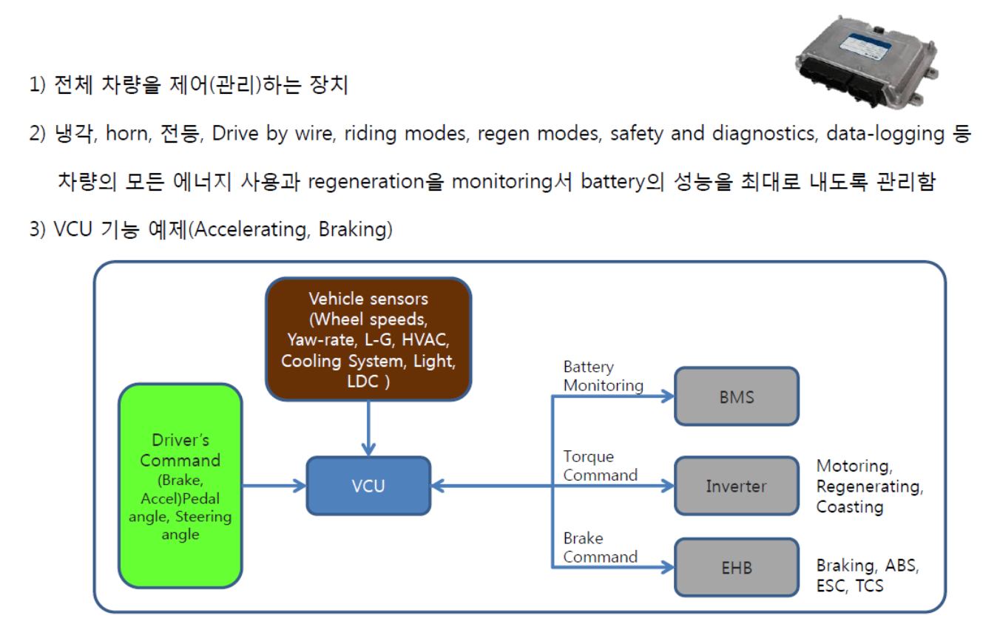 1) 전체 차량을 제어(관리)하는 장치
2) 냉각, horn, 전등, Drive by wire, riding modes, regen modes, safety and diagnostics, data-logging 등
차량의 모든 에너지 사용과 regeneration을 monitoring서 battery의 성능을 최대로 내도록 관리함
3) VCU 기능 예제(Accelerating, Braking)
Vehicle sensors
(Wheel speeds,
Yaw-rate, L-G, HVAC,
Cooling System, Light,
LDC )
Driver's
Command
(Brake,
Accel)Pedal
angle, Steering
angle
VCU
Battery
Monitoring
BMS
Torque
Command
Inverter
Motoring,
Regenerating,
Coasting
Brake
Command
EHB
Braking, ABS,
ESC, TCS